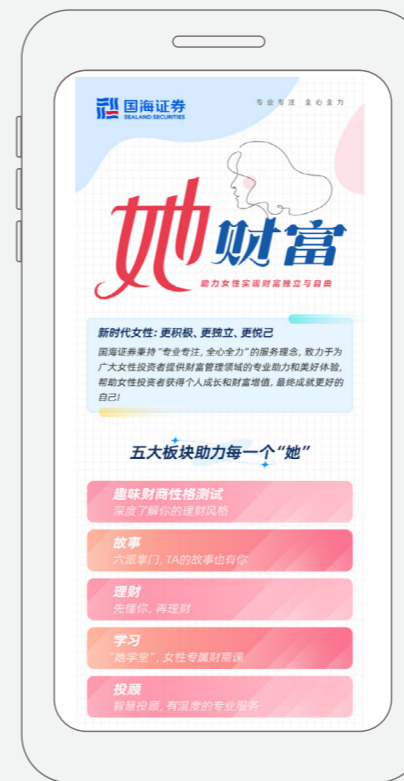 国海证券
SEALAND SECURITIES
专业专注 全心全力
她财富
助力女性实现财富独立与自由
新时代女性：更积极、更独立、更悦己
国海证券秉持“专业专注，全心全力”的服务理念，致力于为
广大女性投资者提供财富管理领域的专业助力和美好体验，
帮助女性投资者获得个人成长和财富增值，最终成就更好的
自己！
五大板块助力每一个“她”
趣味财商性格测试
深度了解你的理财风格
故事
六派掌门，TA的故事也有你
理财
先懂你，再理财
学习
“她学堂”，女性专属财商课
投顾
智慧投顾，有温度的专业服务